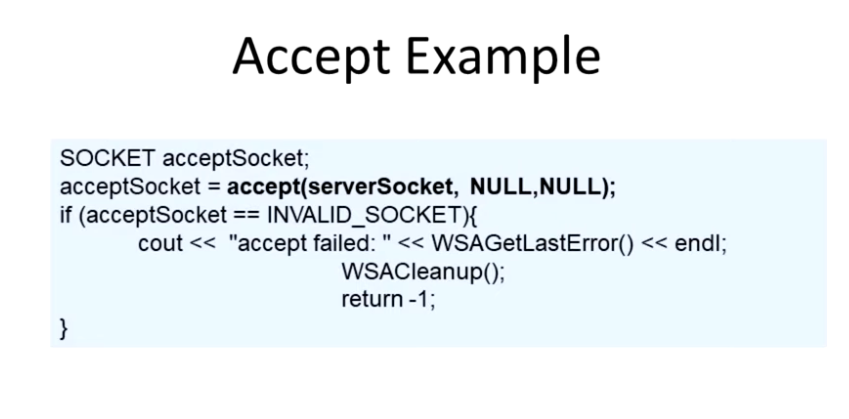 Accept Example
SOCKET acceptSocket;
acceptSocket = accept(serverSocket, NULL,NULL);
if (acceptSocket == INVALID_SOCKET){
cout << "accept failed: " << WSAGetLastError() << endl;
WSACleanup();
return -1;
}